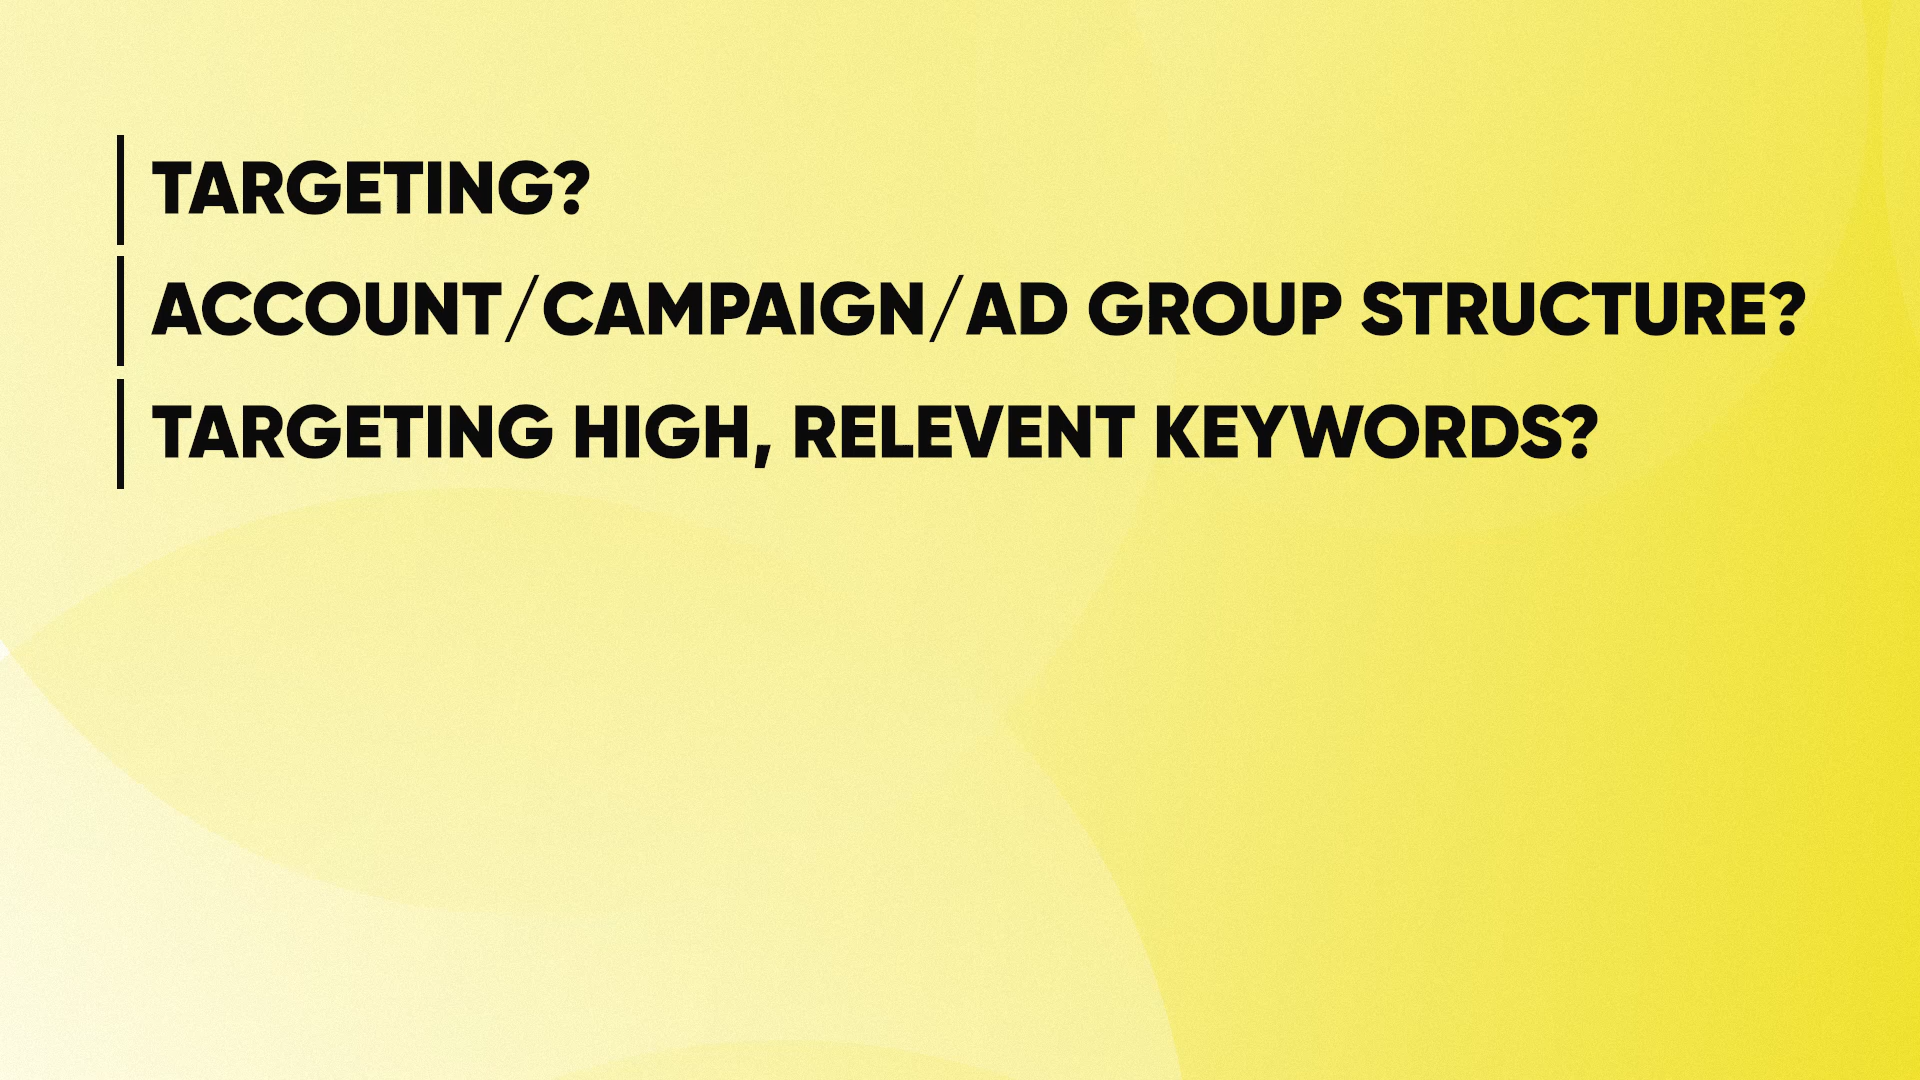 TARGETING?
ACCOUNT/CAMPAIGN/AD GROUP STRUCTURE?
TARGETING HIGH, RELEVENT KEYWORDS?